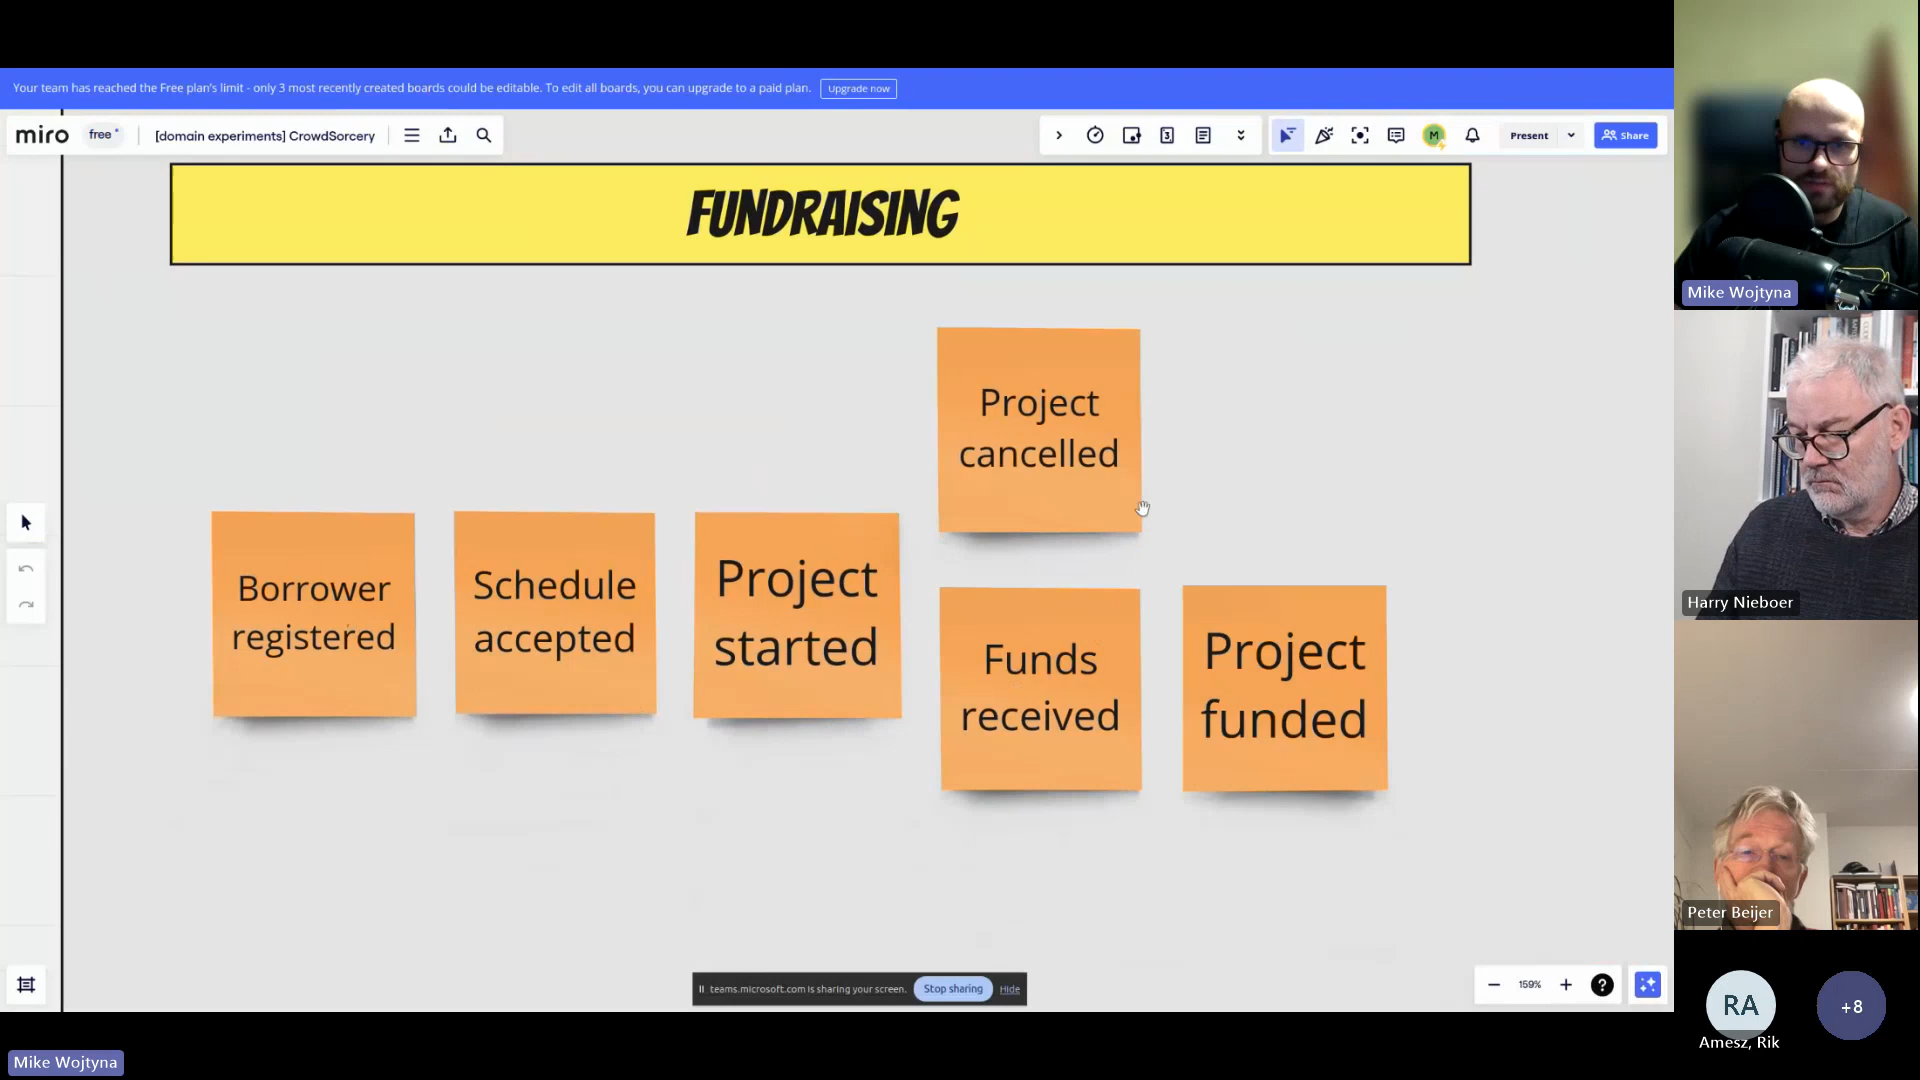 Your team has reached the Free plan's limit - only 3 most recently created boards could be editable. To edit all boards, you can upgrade to a paid plan.
Upgrade now
miro
free
[domain experiments] CrowdSorcery
3
M
Present
Share
FUNDRAISING
Project
cancelled
Borrower
registered
Schedule
accepted
Project
started
Funds
received
Project
funded
teams.microsoft.com is sharing your screen.
Stop sharing
Hide
159%
?
Mike Wojtyna
Harry Nieboer
Peter Beijer
RA
Amesz, Rik
+8
Mike Wojtyna